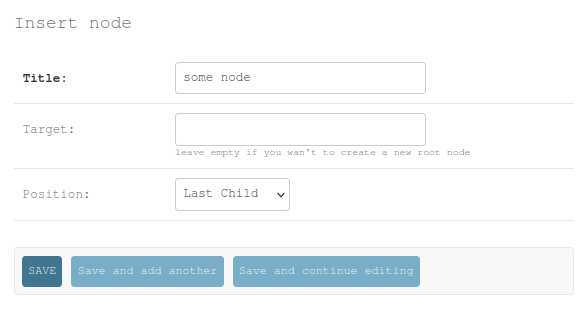 Insert node
Title: some node
Target:
leave empty if you wan't to create a new root node
Position: Last Child
SAVE Save and add another Save and continue editing